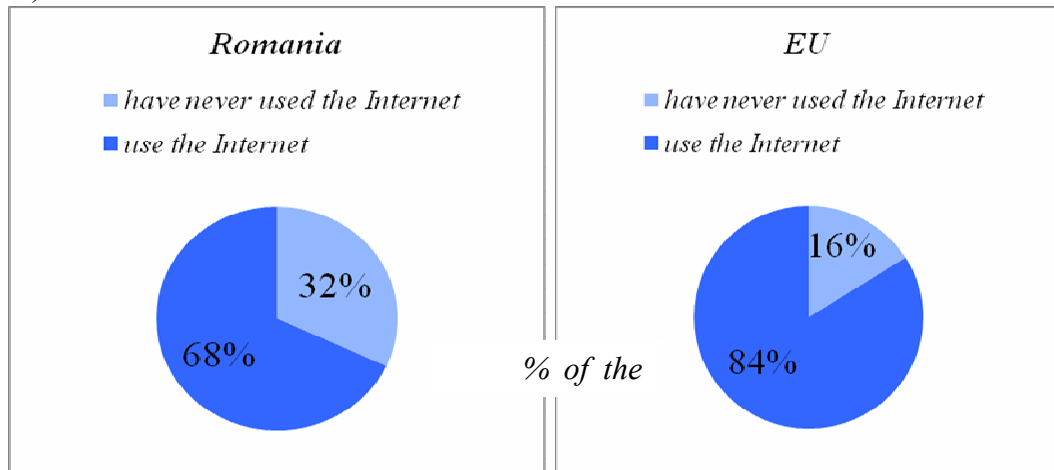 Romania
have never used the Internet
use the Internet
32%
68%
EU
have never used the Internet
use the Internet
16%
84%
% of the